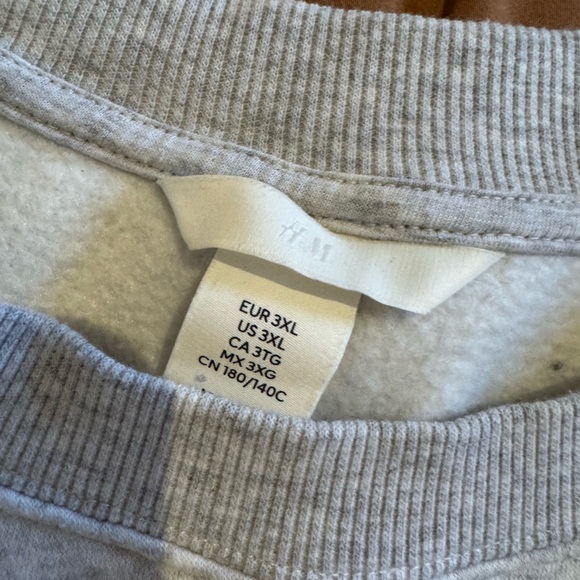 H&M
EUR 3XL
US 3XL
CA 3TG
MX 3XG
CN 180/140C